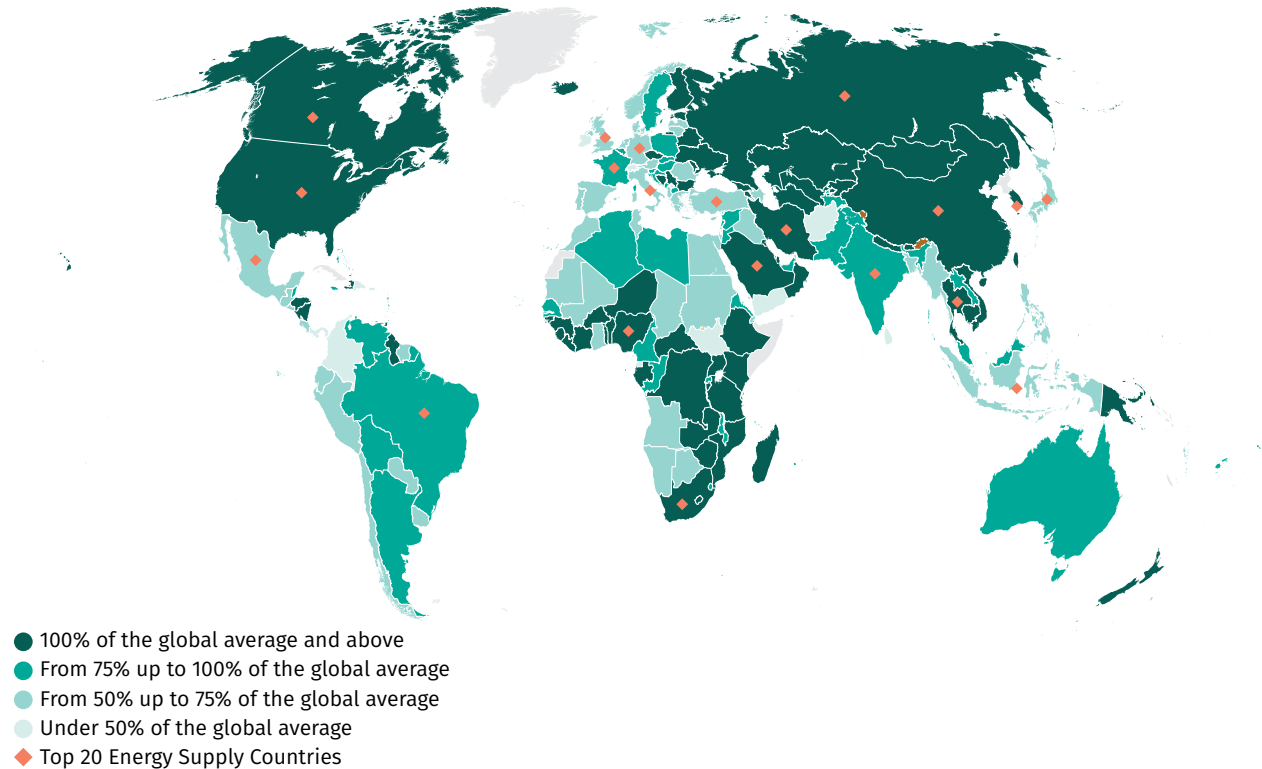 100% of the global average and above
From 75% up to 100% of the global average
From 50% up to 75% of the global average
Under 50% of the global average
Top 20 Energy Supply Countries